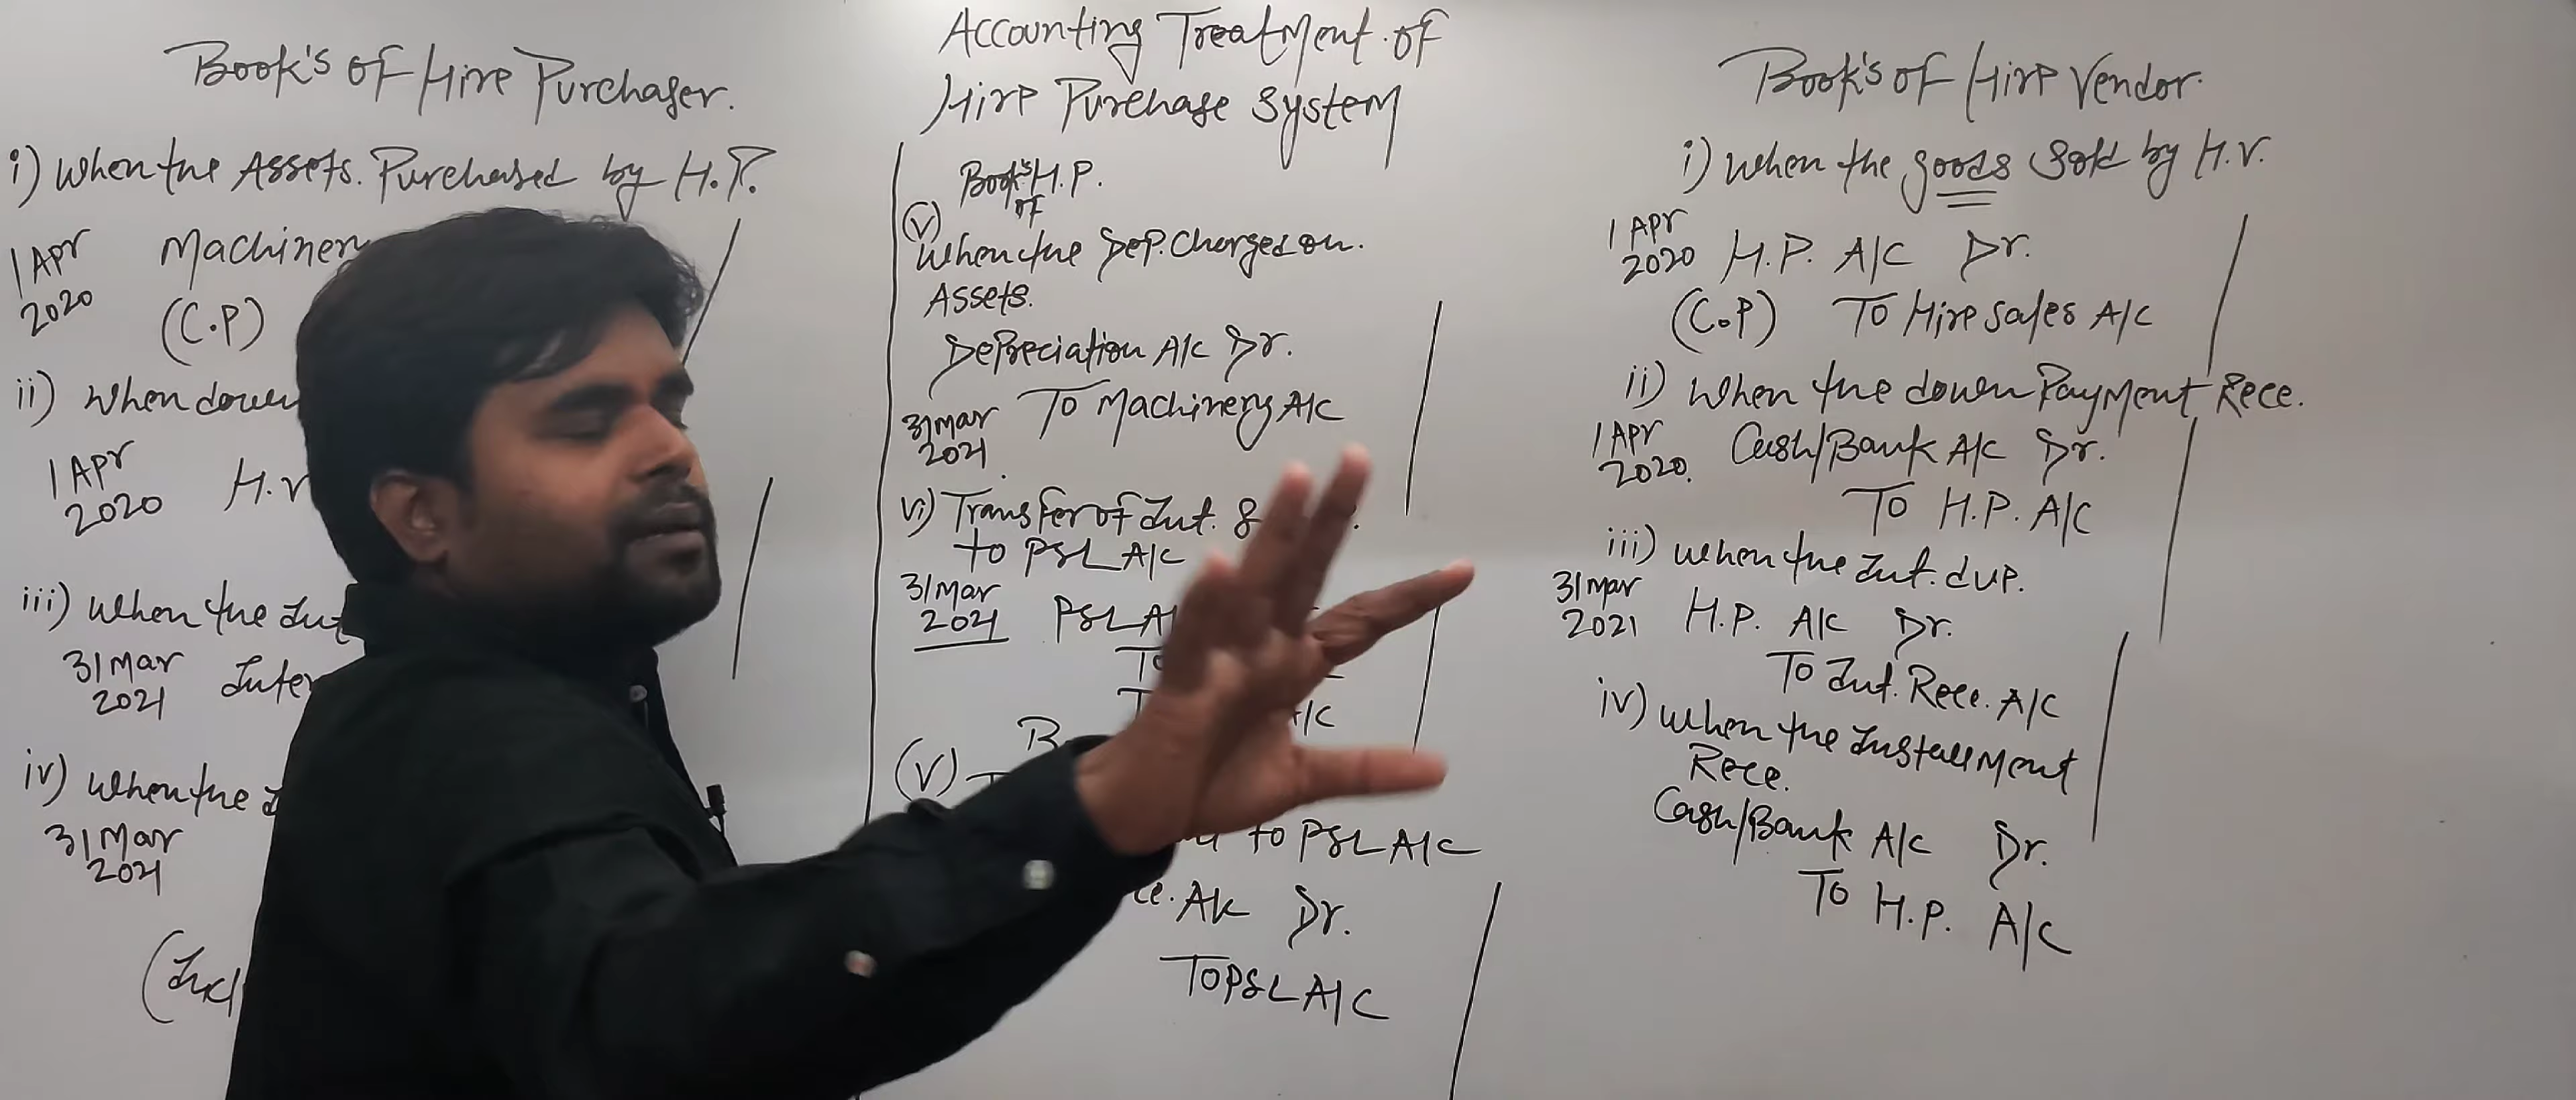 Accounting Treatment of
Hire Purchase System
Book's of Hire Purchaser.
i) When the Assets. Purchased by H.P.
1 Apr
2020
Machinery
(C.P)
ii) When down
1 Apr
2020
H.V
iii) When the Int
31 Mar
2021
Inter
iv) When the
31 Mar
2021
(Incl
Book's of H.P.
(v)
When the Dep. Charged on.
Assets.
Depreciation A/c Dr.
To Machinery A/c
31 Mar
2021
vi) Transfer of Int. &
to P&L A/c
31 Mar
2021
P&L A/
To
A/c
(v)
to P&L A/c
ce. A/c Dr.
To P&L A/c
Book's of Hire Vendor.
i) When the goods Sold by H.V.
1 Apr
2020
H.P. A/c Dr.
(C.P) To Hire Sales A/c
ii) When the down Payment Rece.
1 Apr
2020.
Cash/Bank A/c Dr.
To H.P. A/c
iii) When the Int. due.
31 Mar
2021
H.P. A/c Dr.
To Int. Rece. A/c
iv) When the Installment
Rece.
Cash/Bank A/c Dr.
To H.P. A/c